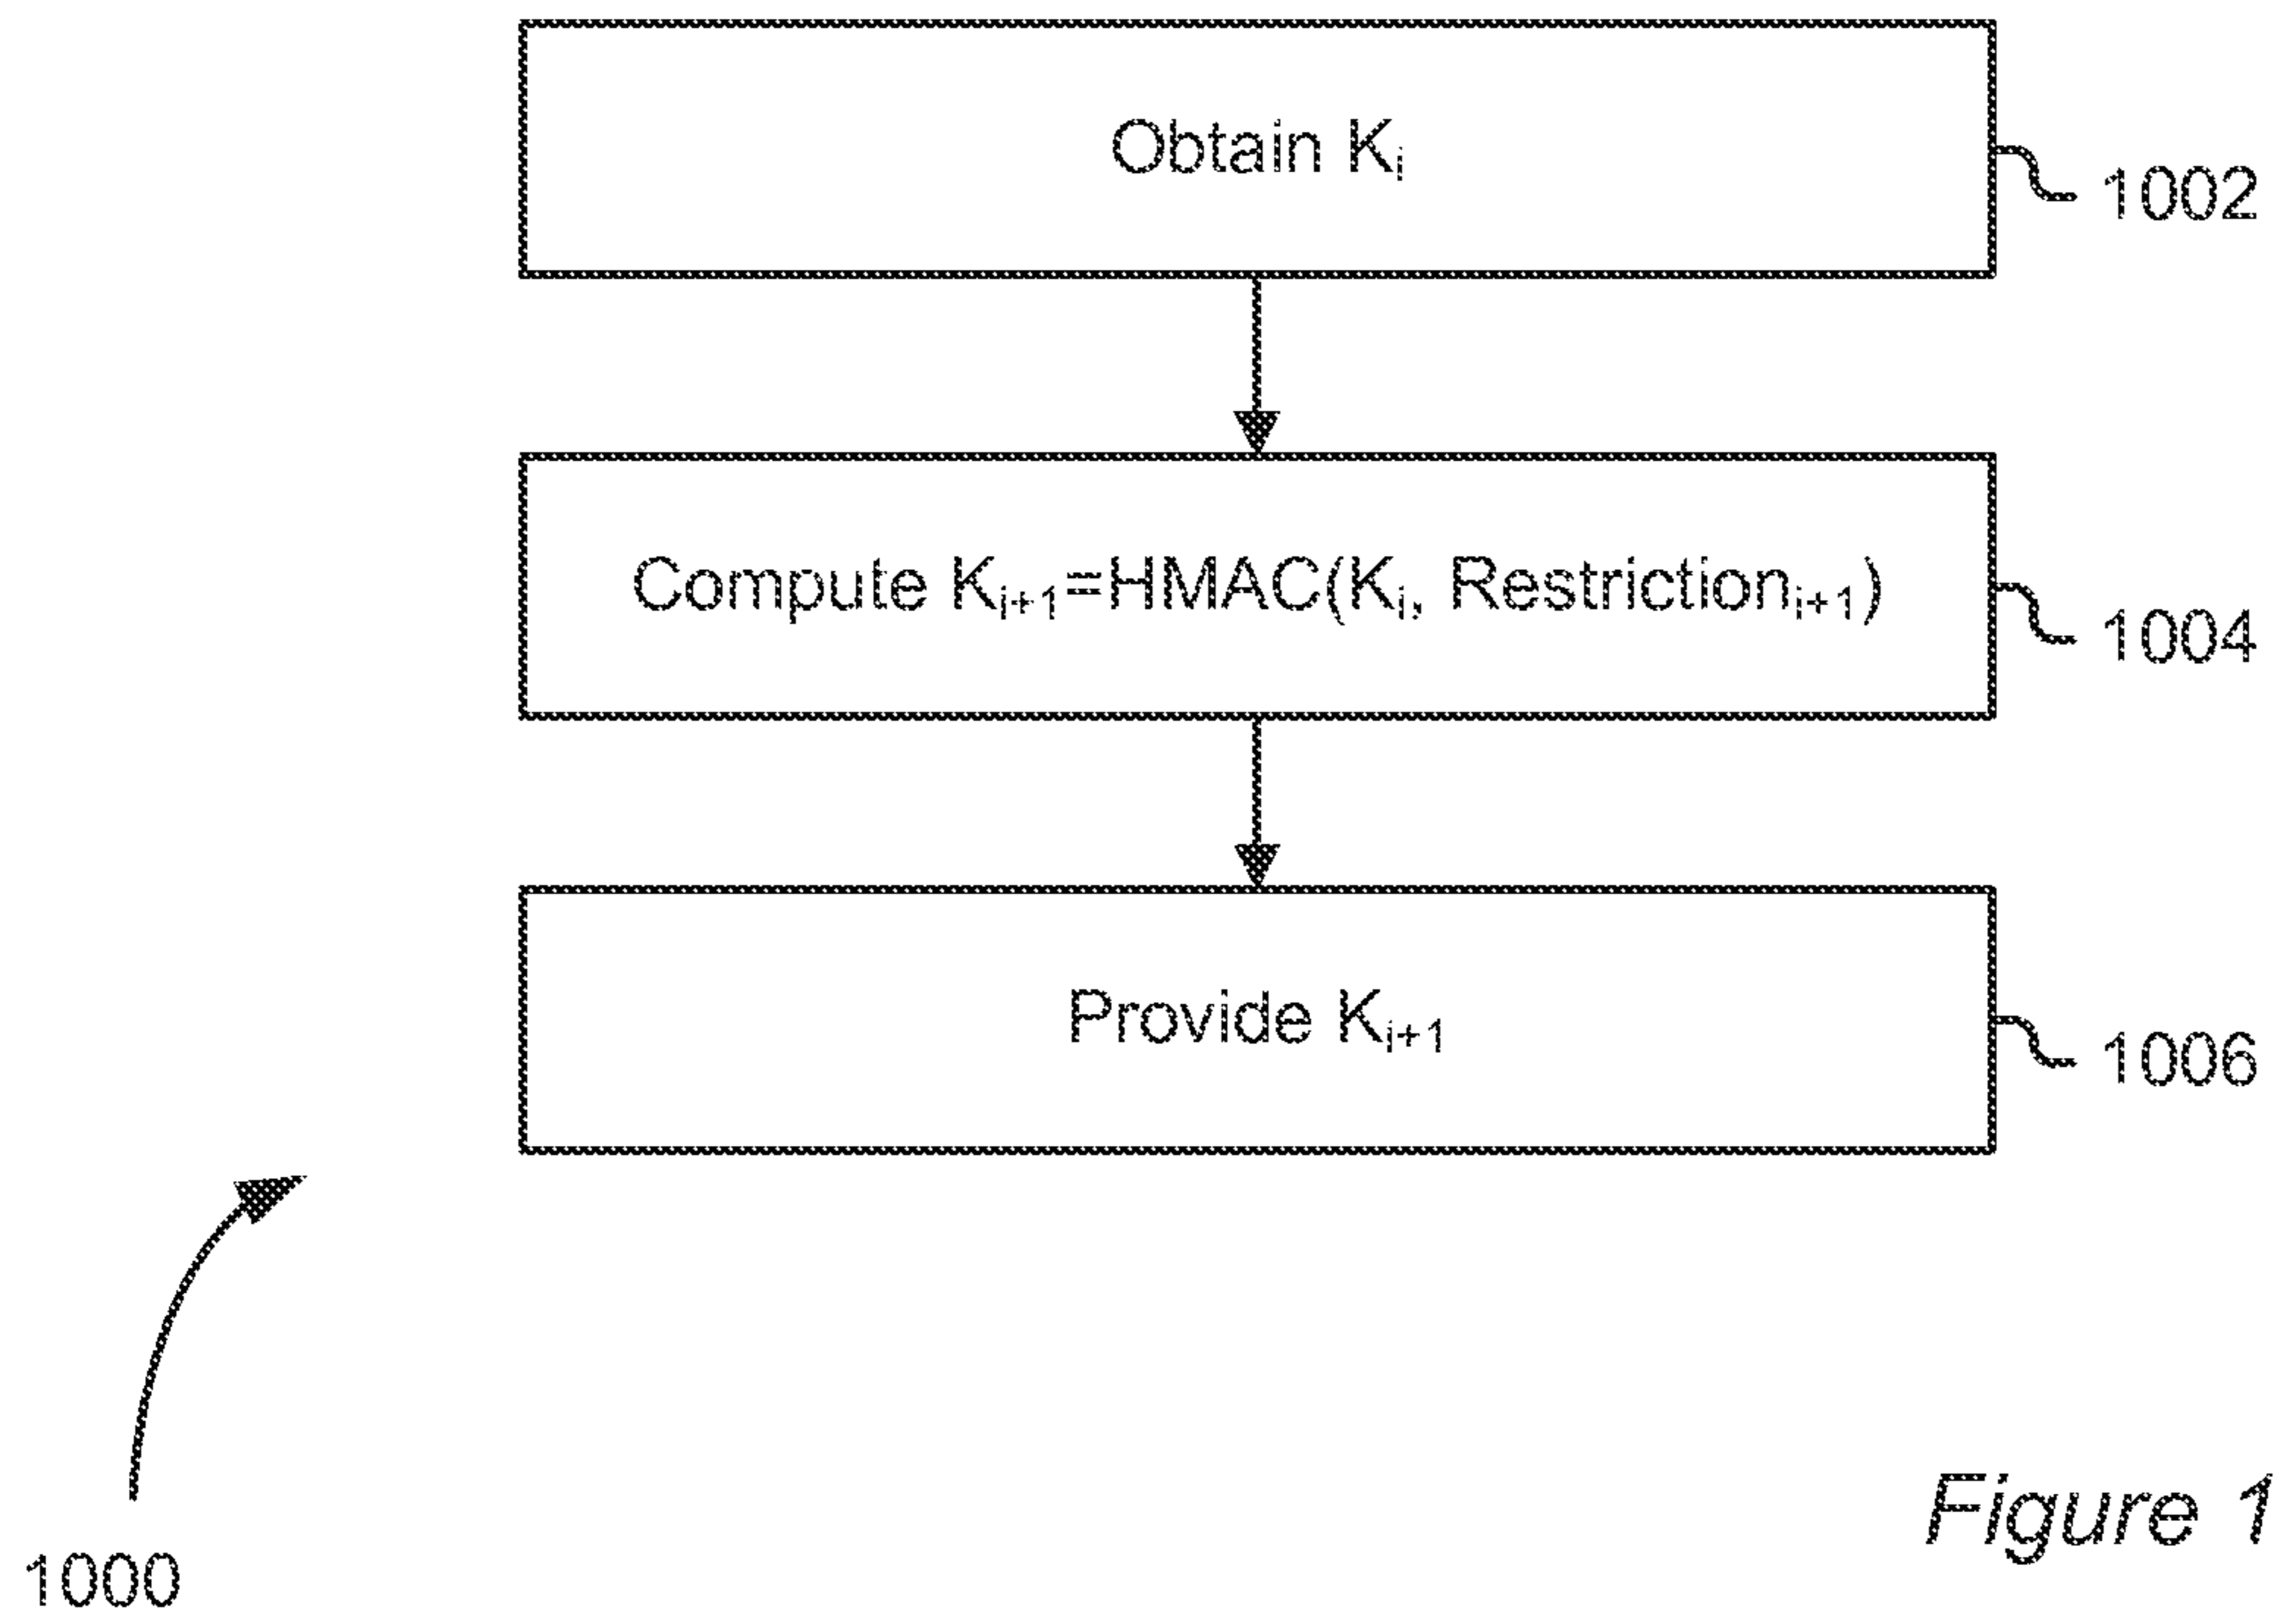 Obtain Kᵢ
1002
Compute Kᵢ₊₁=HMAC(Kᵢ, Restrictionᵢ₊₁)
1004
Provide Kᵢ₊₁
1006
1000
Figure 1